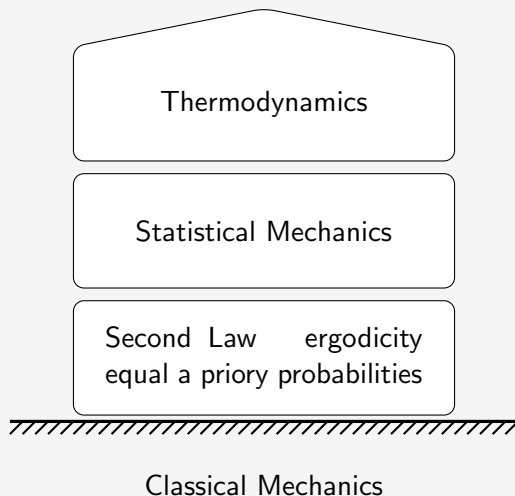 Thermodynamics
Statistical Mechanics
Second Law ergodicity
equal a priory probabilities
Classical Mechanics